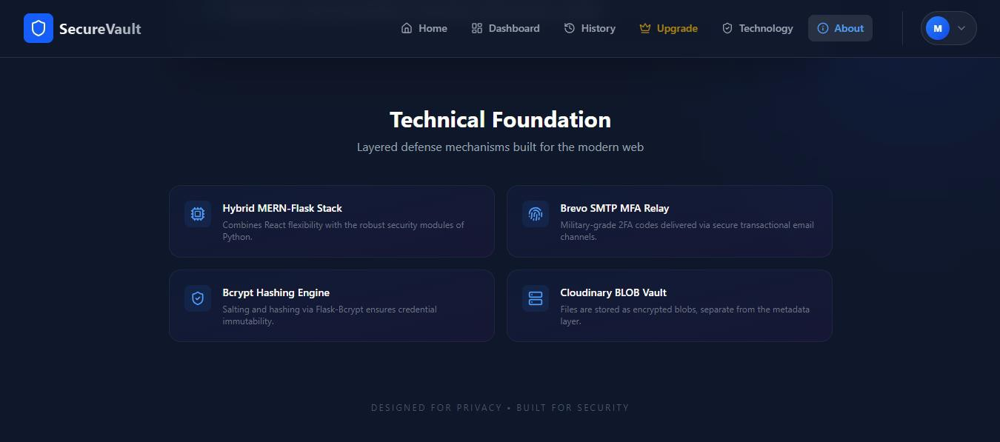 SecureVault
Home
Dashboard
History
Upgrade
Technology
About
M
Technical Foundation
Layered defense mechanisms built for the modern web
Hybrid MERN-Flask Stack
Combines React flexibility with the robust security modules of
Python.
Brevo SMTP MFA Relay
Military-grade 2FA codes delivered via secure transactional email
channels.
Bcrypt Hashing Engine
Salting and hashing via Flask-Bcrypt ensures credential
immutability.
Cloudinary BLOB Vault
Files are stored as encrypted blobs, separate from the metadata
layer.
DESIGNED FOR PRIVACY • BUILT FOR SECURITY